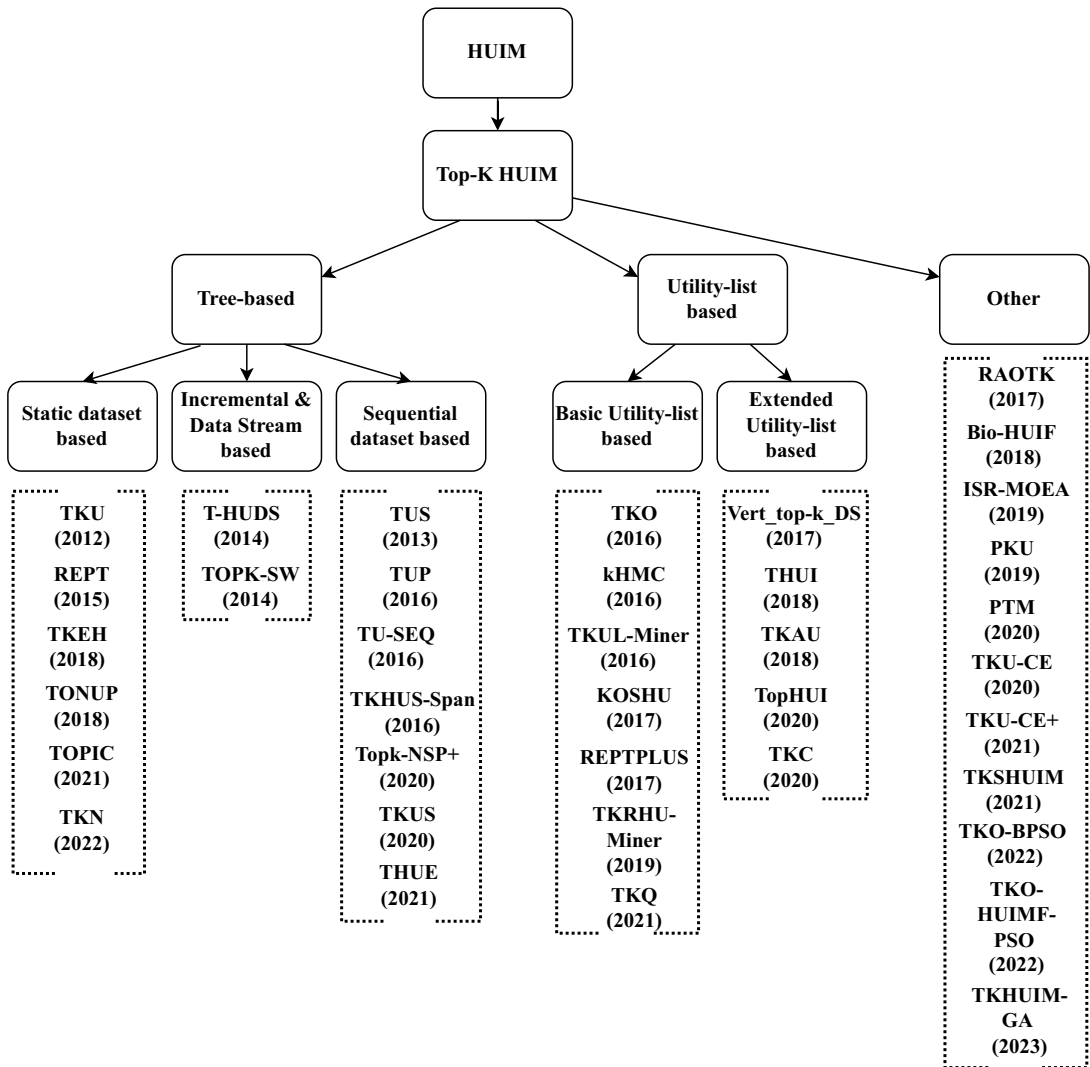 HUIM
Top-K HUIM
Tree-based
Utility-list
based
Other
Static dataset
based
Incremental &
Data Stream
based
Sequential
dataset based
Basic Utility-list
based
Extended
Utility-list
based
TKU
(2012)
REPT
(2015)
TKEH
(2018)
TONUP
(2018)
TOPIC
(2021)
TKN
(2022)
T-HUDS
(2014)
TOPK-SW
(2014)
TUS
(2013)
TUP
(2016)
TU-SEQ
(2016)
TKHUS-Span
(2016)
Topk-NSP+
(2020)
TKUS
(2020)
THUE
(2021)
TKO
(2016)
kHMC
(2016)
TKUL-Miner
(2016)
KOSHU
(2017)
REPTPLUS
(2017)
TKRHU-
Miner
(2019)
TKQ
(2021)
Vert_top-k_DS
(2017)
THUI
(2018)
TKAU
(2018)
TopHUI
(2020)
TKC
(2020)
RAOTK
(2017)
Bio-HUIF
(2018)
ISR-MOEA
(2019)
PKU
(2019)
PTM
(2020)
TKU-CE
(2020)
TKU-CE+
(2021)
TKSHUIM
(2021)
TKO-BPSO
(2022)
TKO-
HUIMF-
PSO
(2022)
TKHUIM-
GA
(2023)